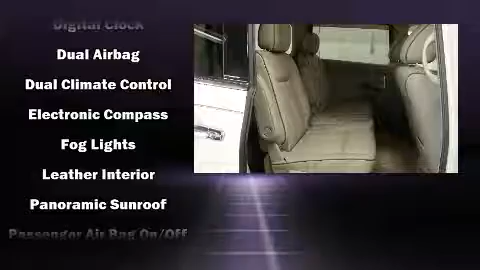 Digital Clock
Dual Airbag
Dual Climate Control
Electronic Compass
Fog Lights
Leather Interior
Panoramic Sunroof
Passenger Air Bag On/Off